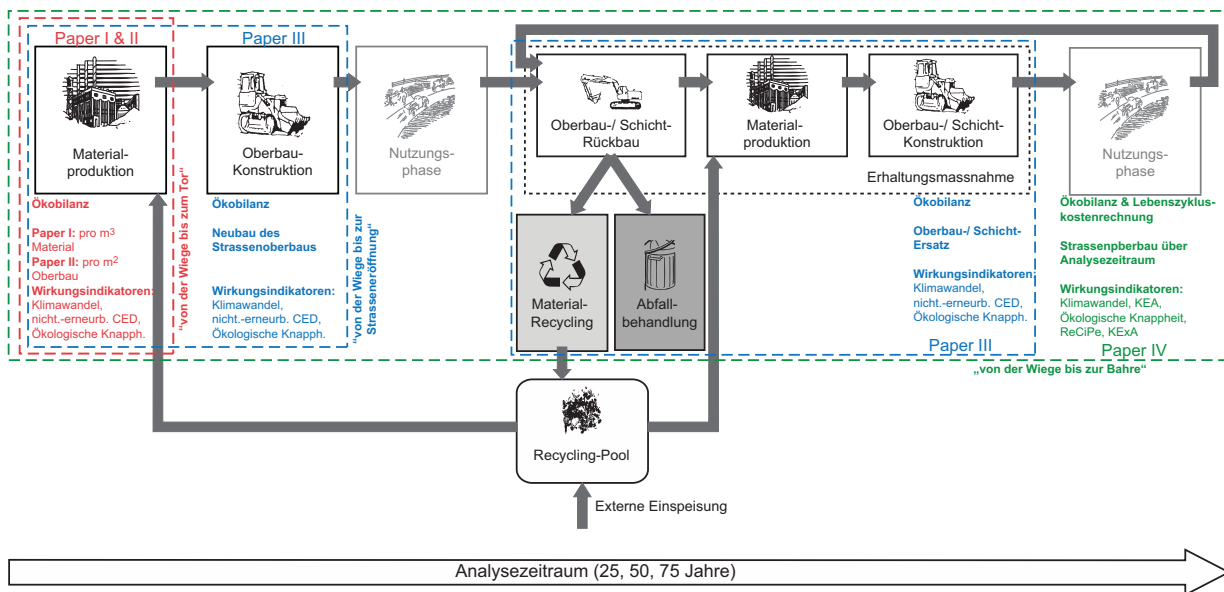 Paper I & II
Material-
produktion
Ökobilanz
Paper I: pro m³
Material
Paper II: pro m²
Oberbau
Wirkungsindikatoren:
Klimawandel,
nicht.-erneurb. CED,
Ökologische Knapph.
"von der Wiege bis zum Tor"
Paper III
Oberbau-
Konstruktion
Ökobilanz
Neubau des
Strassenoberbaus
Wirkungsindikatoren:
Klimawandel,
nicht.-erneurb. CED,
Ökologische Knapph.
"von der Wiege bis zur
Strasseneröffnung"
Nutzungs-
phase
Oberbau-/ Schicht-
Rückbau
Material-
produktion
Oberbau-/ Schicht-
Konstruktion
Erhaltungsmassnahme
Material-
Recycling
Abfall-
behandlung
Ökobilanz
Oberbau-/ Schicht-
Ersatz
Wirkungsindikatoren:
Klimawandel,
nicht.-erneurb. CED,
Ökologische Knapph.
Paper III
Nutzungs-
phase
Ökobilanz & Lebenszyklus-
kostenrechnung
Strassenpberbau über
Analysezeitraum
Wirkungsindikatoren:
Klimawandel, KEA,
Ökologische Knappheit,
ReCiPe, KExA
Paper IV
„von der Wiege bis zur Bahre“
Recycling-Pool
Externe Einspeisung
Analysezeitraum (25, 50, 75 Jahre)